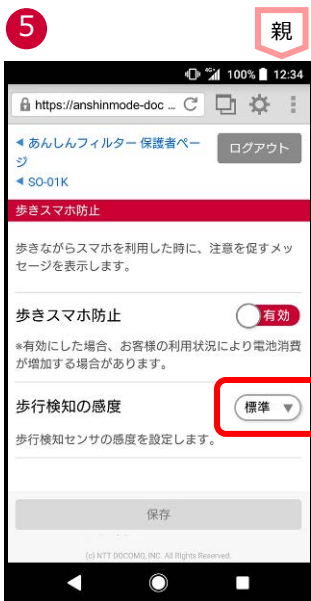 5
親
4G 100% 12:34
https://anshinmode-doc ...
◀ あんしんフィルター 保護者ペー
ジ
ログアウト
◀ SO-01K
歩きスマホ防止
歩きながらスマホを利用した時に、注意を促すメッ
セージを表示します。
歩きスマホ防止
有効
※有効にした場合、お客様の利用状況により電池消費
が増加する場合があります。
歩行検知の感度
標準 ▼
歩行検知センサの感度を設定します。
保存
(c) NTT DOCOMO, INC. All Rights Reserved.